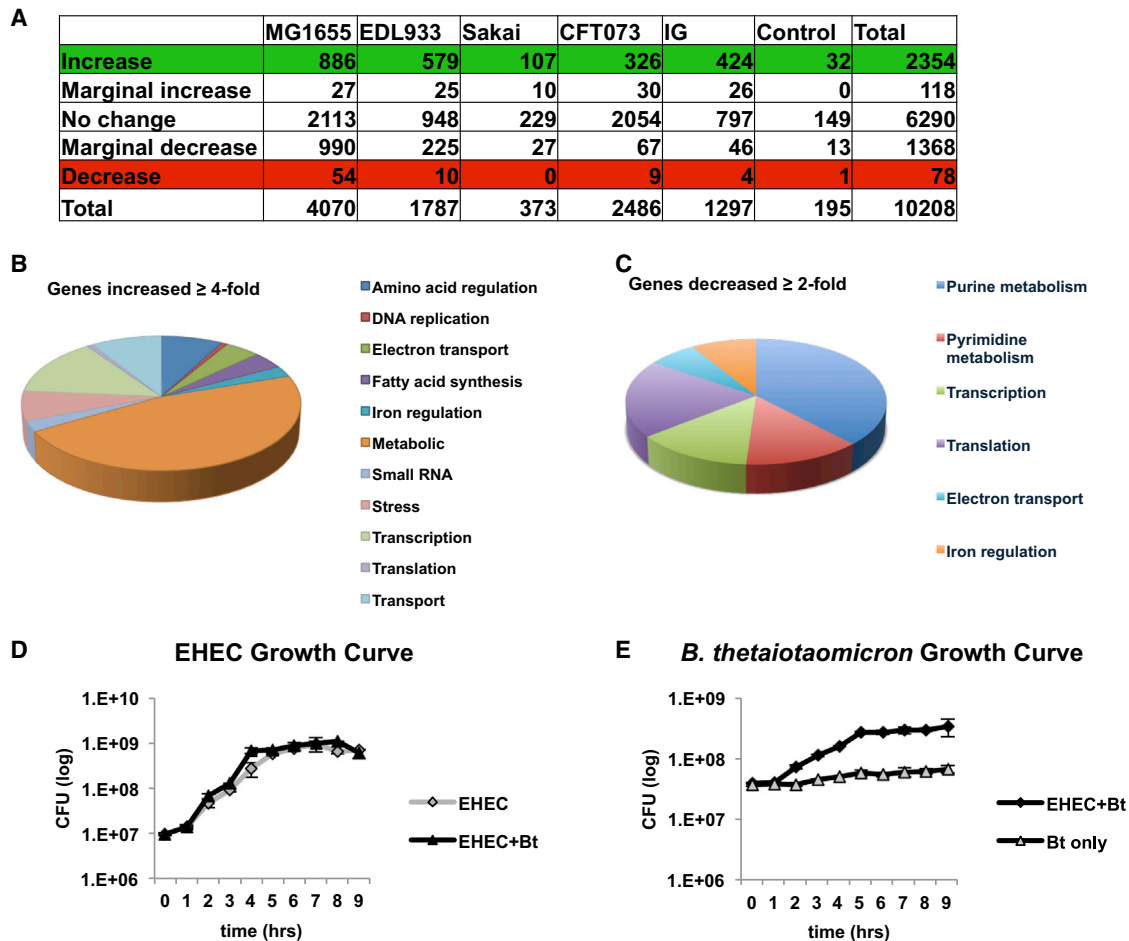 A
MG1655 EDL933 Sakai CFT073 IG Control Total
Increase 886 579 107 326 424 32 2354
Marginal increase 27 25 10 30 26 0 118
No change 2113 948 229 2054 797 149 6290
Marginal decrease 990 225 27 67 46 13 1368
Decrease 54 10 0 9 4 1 78
Total 4070 1787 373 2486 1297 195 10208
B
Genes increased ≥ 4-fold
Amino acid regulation
DNA replication
Electron transport
Fatty acid synthesis
Iron regulation
Metabolic
Small RNA
Stress
Transcription
Translation
Transport
C
Genes decreased ≥ 2-fold
Purine metabolism
Pyrimidine
metabolism
Transcription
Translation
Electron transport
Iron regulation
D
EHEC Growth Curve
CFU (log)
1.E+10
1.E+09
1.E+08
1.E+07
1.E+06
0 1 2 3 4 5 6 7 8 9
time (hrs)
EHEC
EHEC+Bt
E
B. thetaiotaomicron Growth Curve
CFU (log)
1.E+09
1.E+08
1.E+07
1.E+06
0 1 2 3 4 5 6 7 8 9
time (hrs)
EHEC+Bt
Bt only